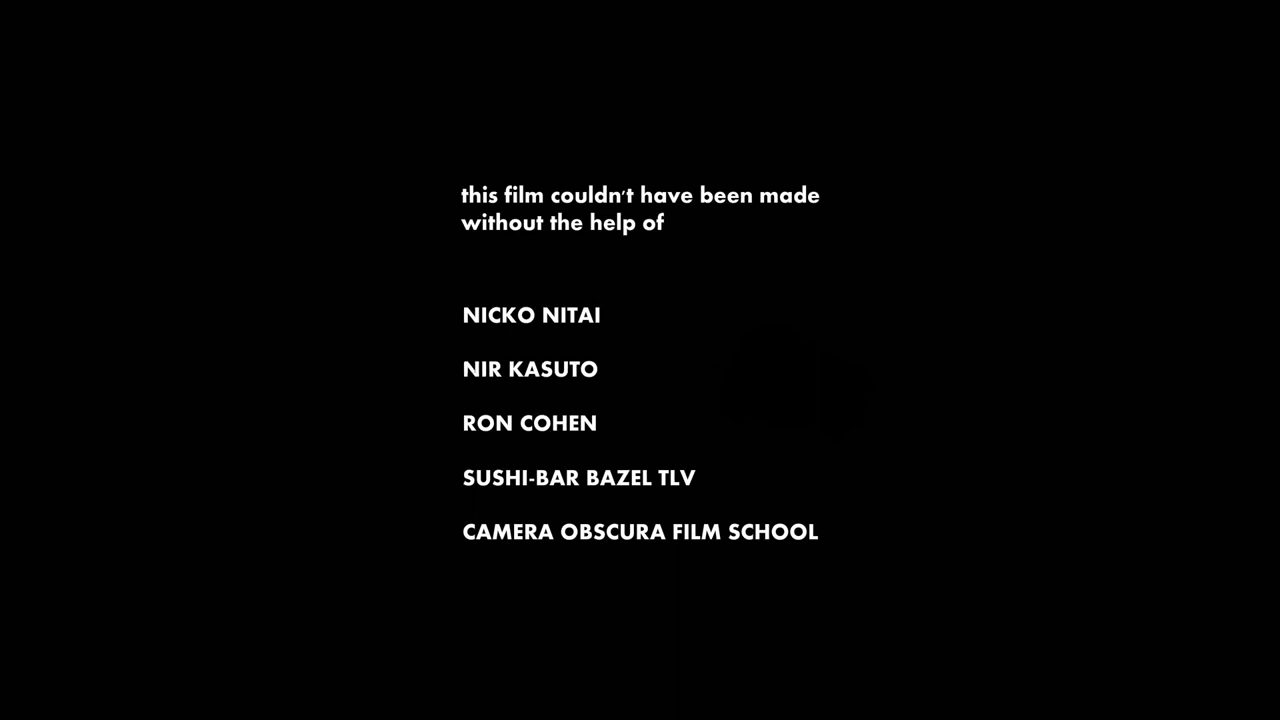 this film couldn't have been made
without the help of
NICKO NITAI
NIR KASUTO
RON COHEN
SUSHI-BAR BAZEL TLV
CAMERA OBSCURA FILM SCHOOL